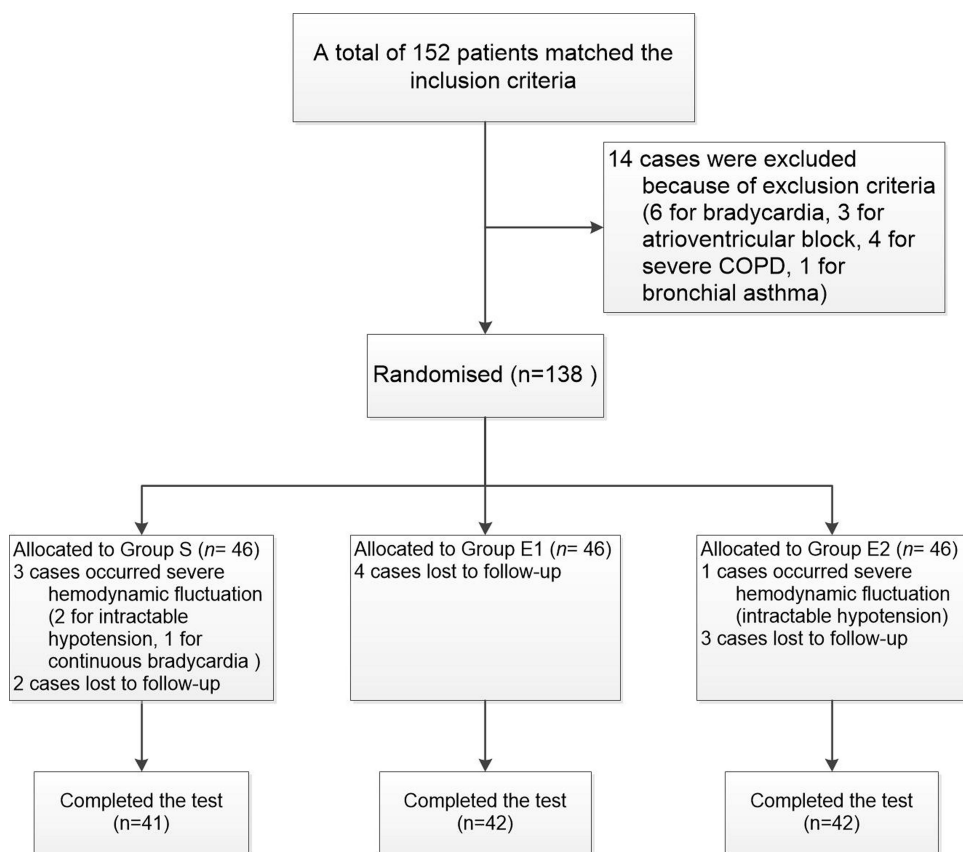 A total of 152 patients matched the
inclusion criteria
14 cases were excluded
because of exclusion criteria
(6 for bradycardia, 3 for
atrioventricular block, 4 for
severe COPD, 1 for
bronchial asthma)
Randomised (n=138 )
Allocated to Group S (n= 46)
3 cases occurred severe
hemodynamic fluctuation
(2 for intractable
hypotension, 1 for
continuous bradycardia )
2 cases lost to follow-up
Allocated to Group E1 (n= 46)
4 cases lost to follow-up
Allocated to Group E2 (n= 46)
1 cases occurred severe
hemodynamic fluctuation
(intractable hypotension)
3 cases lost to follow-up
Completed the test
(n=41)
Completed the test
(n=42)
Completed the test
(n=42)